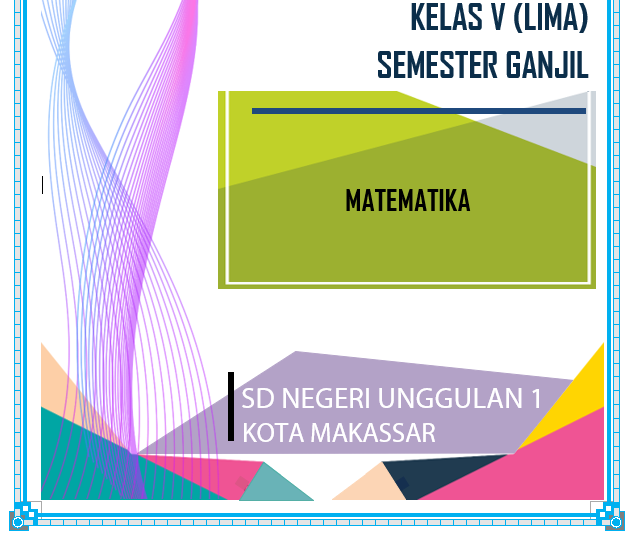 KELAS V (LIMA)
SEMESTER GANJIL
MATEMATIKA
SD NEGERI UNGGULAN 1
KOTA MAKASSAR